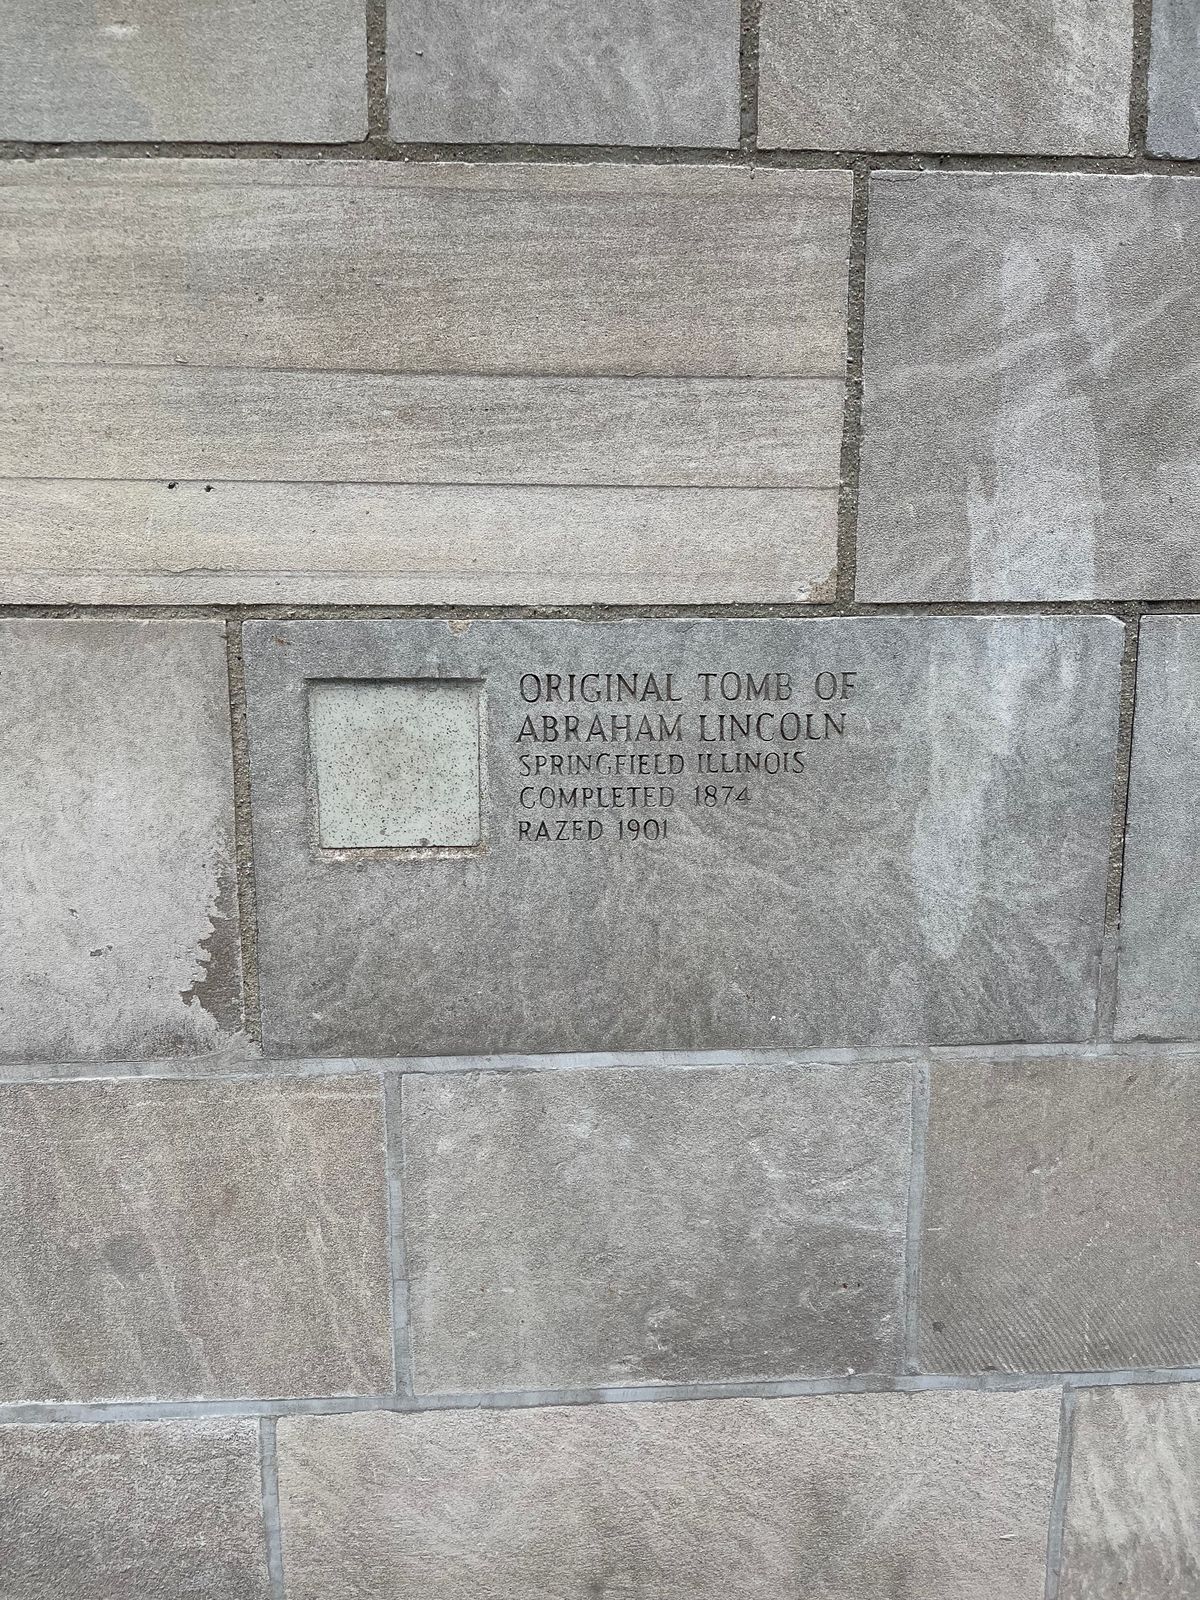 ORIGINAL TOMB OF
ABRAHAM LINCOLN
SPRINGFIELD ILLINOIS
COMPLETED 1874
RAZED 1901